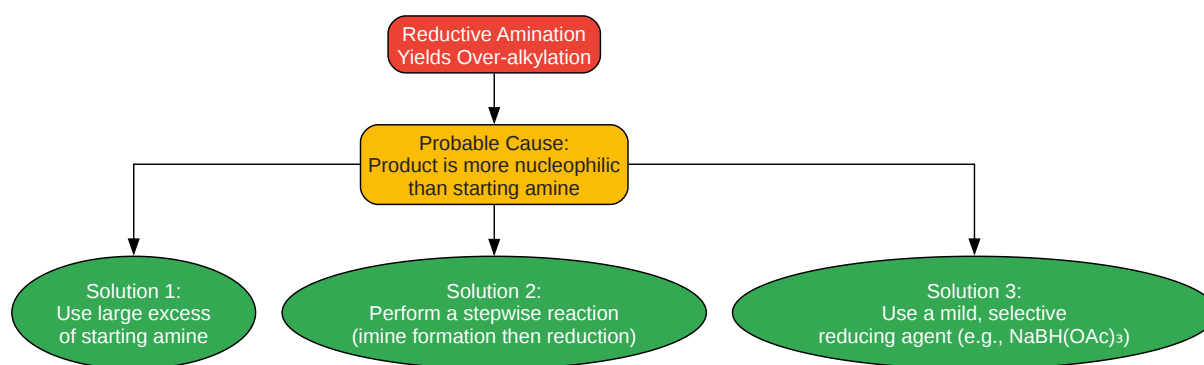 Reductive Amination
Yields Over-alkylation
Probable Cause:
Product is more nucleophilic
than starting amine
Solution 1:
Use large excess
of starting amine
Solution 2:
Perform a stepwise reaction
(imine formation then reduction)
Solution 3:
Use a mild, selective
reducing agent (e.g., NaBH(OAc)₃)